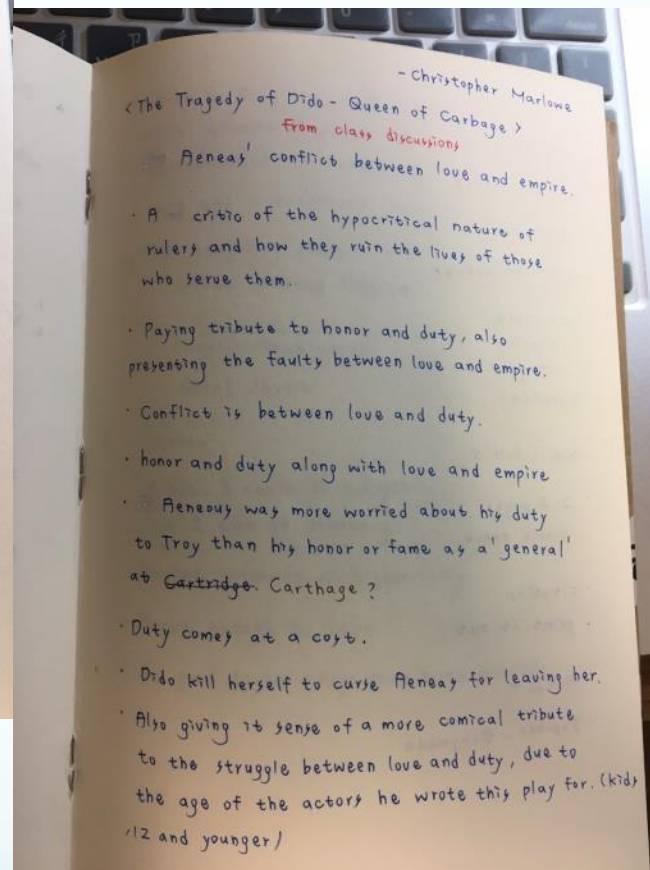 - Christopher Marlowe
<The Tragedy of Dido - Queen of Carbage>
from class discussions
Aeneas' conflict between love and empire.
· A critic of the hypocritical nature of
rulers and how they ruin the lives of those
who serve them.
· Paying tribute to honor and duty, also
presenting the faulty between love and empire.
· Conflict is between love and duty.
· honor and duty along with love and empire
· Aeneous was more worried about his duty
to Troy than his honor or fame as a 'general'
at Cartridge. Carthage ?
· Duty comes at a cost.
· Dido kill herself to curse Aeneas for leaving her.
· Also giving it sense of a more comical tribute
to the struggle between love and duty, due to
the age of the actors he wrote this play for. (kids
,12 and younger)